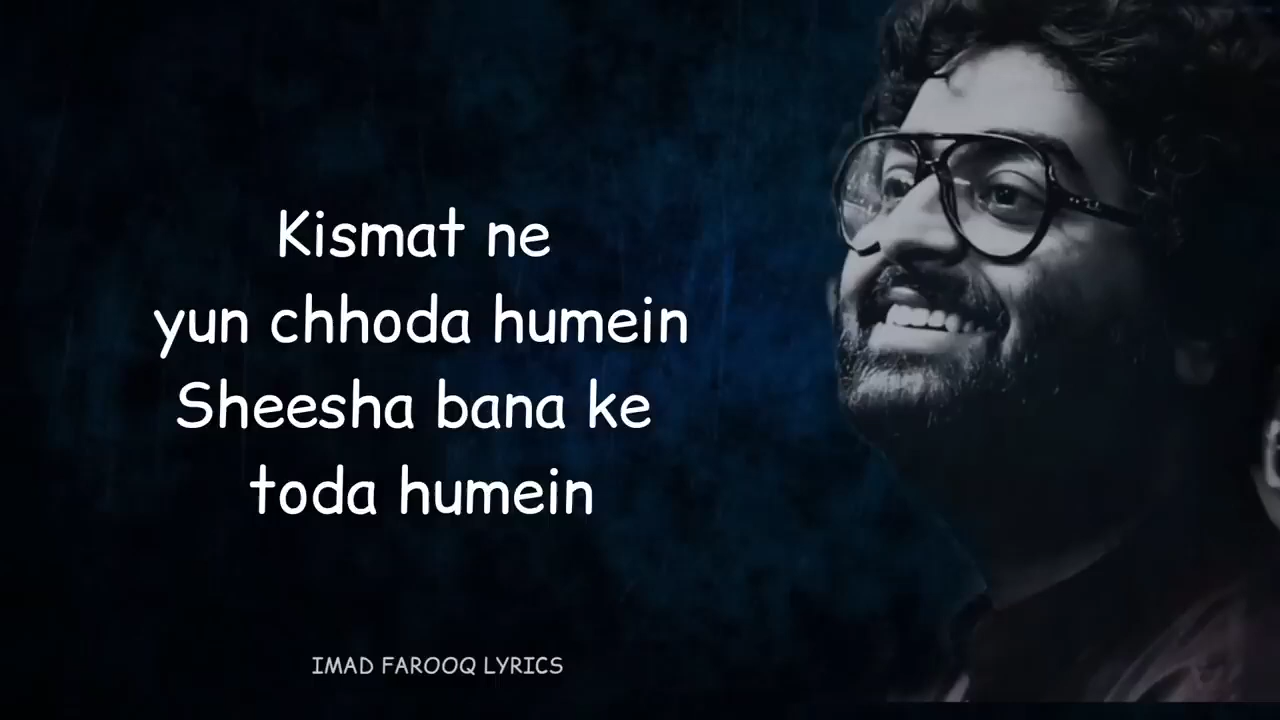 Kismat ne
yun chhoda humein
Sheesha bana ke
toda humein
IMAD FAROOQ LYRICS